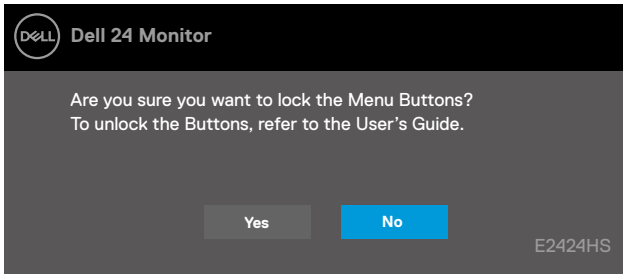 DELL Dell 24 Monitor
Are you sure you want to lock the Menu Buttons?
To unlock the Buttons, refer to the User's Guide.
Yes No
E2424HS